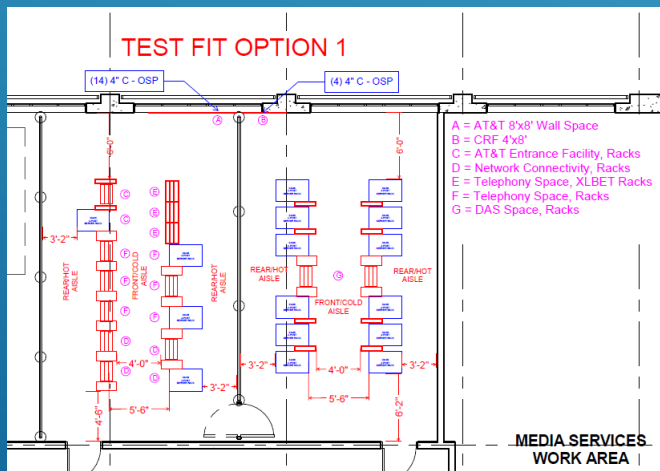 TEST FIT OPTION 1
(14) 4" C - OSP
(4) 4" C - OSP
A
B
A = AT&T 8'x8' Wall Space
B = CRF 4'x8'
C = AT&T Entrance Facility, Racks
D = Network Connectivity, Racks
E = Telephony Space, XLBET Racks
F = Telephony Space, Racks
G = DAS Space, Racks
6'-0"
6'-0"
C
E
C
E
C
E
3'-2"
F
F
F
F
F
F
D
D
D
D
G
REAR/HOT
AISLE
FRONT/COLD
AISLE
REAR/HOT
AISLE
REAR/HOT
AISLE
REAR/HOT
AISLE
FRONT/COLD
AISLE
4'-0"
3'-2"
3'-2"
4'-0"
3'-2"
5'-6"
5'-6"
4'-6"
6'-2"
MEDIA SERVICES
WORK AREA